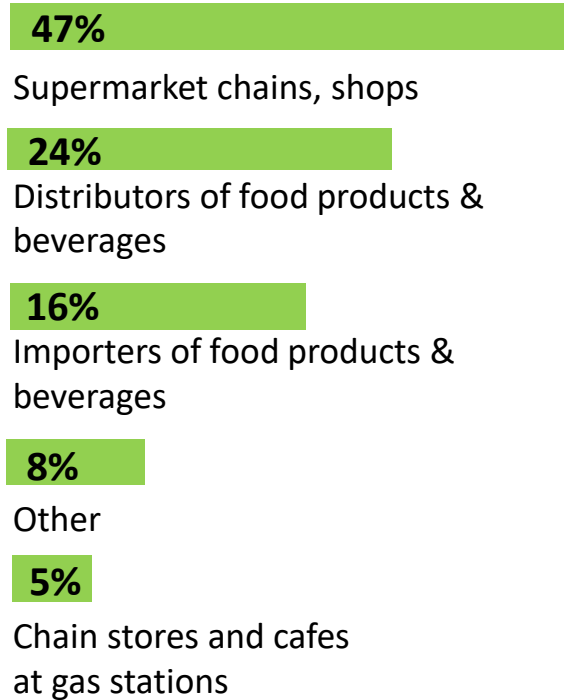 47%
Supermarket chains, shops
24%
Distributors of food products &
beverages
16%
Importers of food products &
beverages
8%
Other
5%
Chain stores and cafes
at gas stations